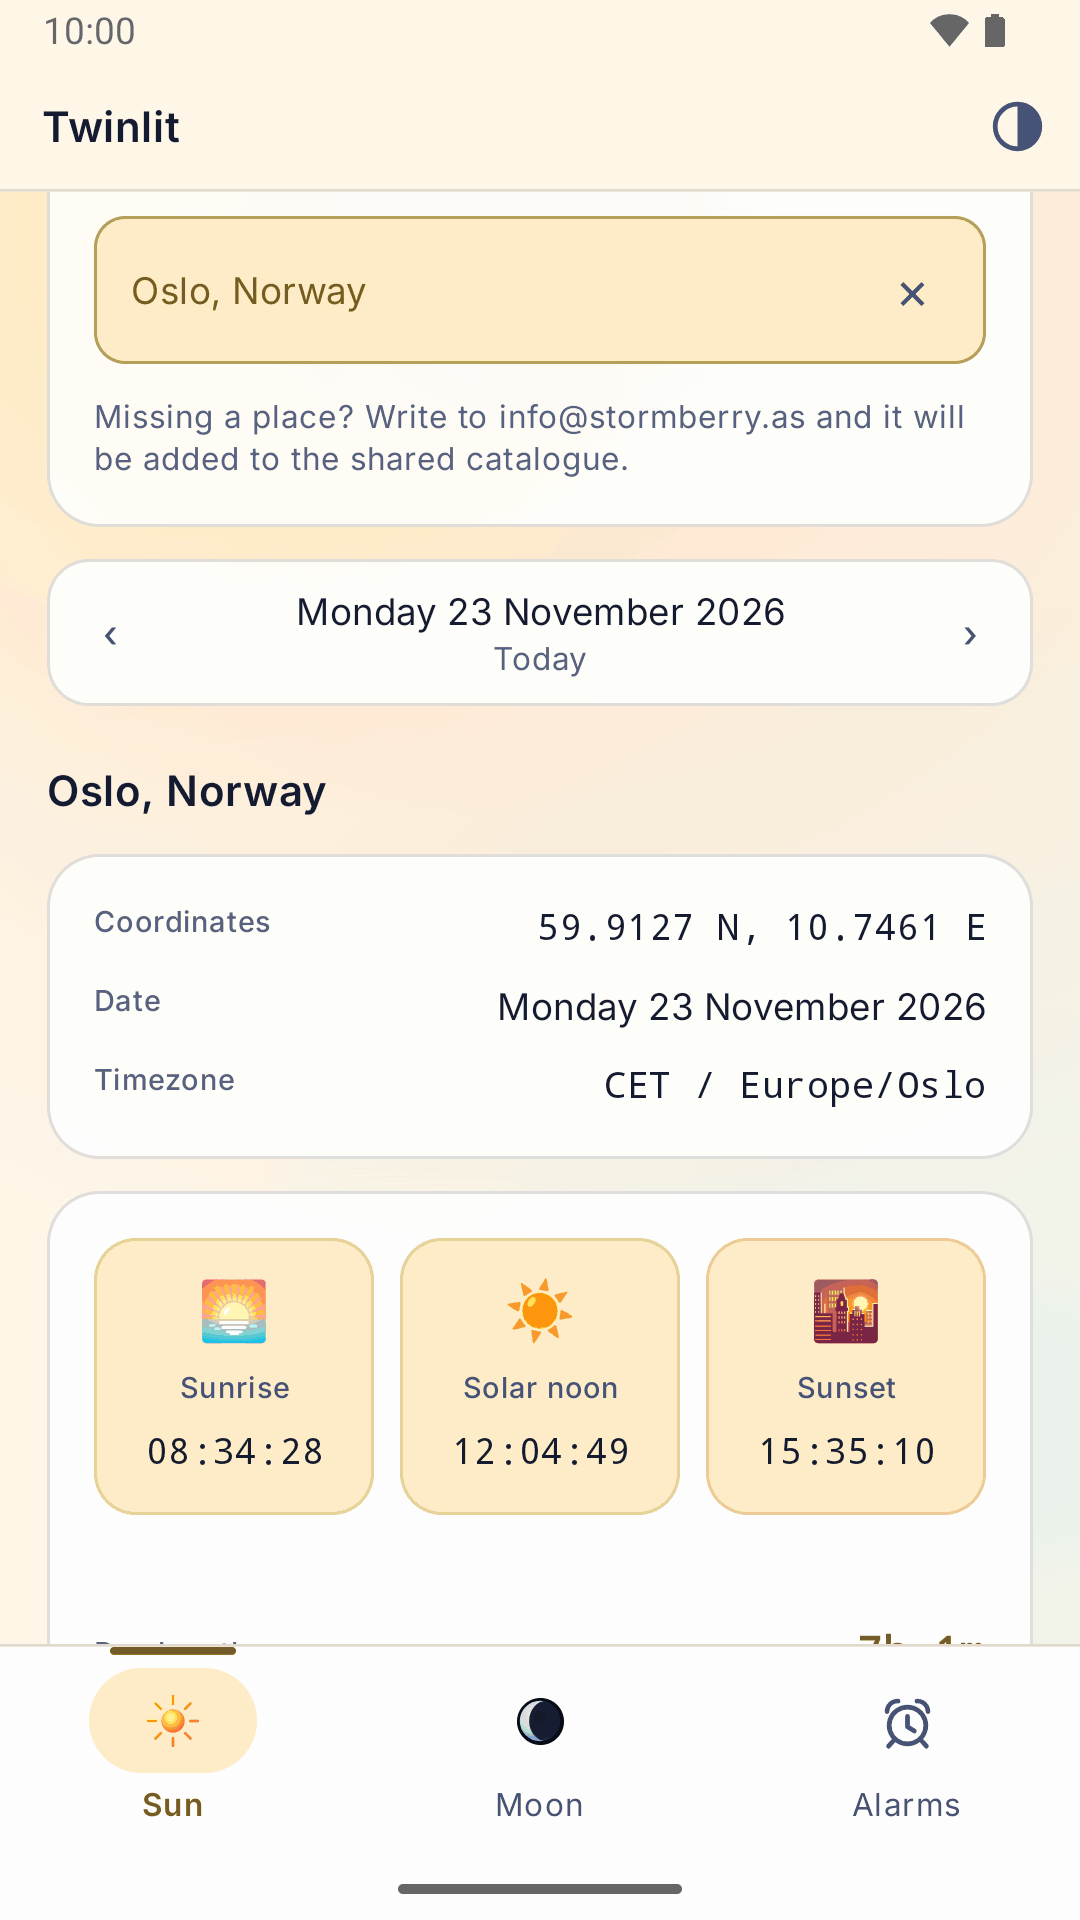 10:00
Twinlit
Oslo, Norway
Missing a place? Write to info@stormberry.as and it will
be added to the shared catalogue.
‹ Monday 23 November 2026 ›
Today
Oslo, Norway
Coordinates 59.9127 N, 10.7461 E
Date Monday 23 November 2026
Timezone CET / Europe/Oslo
Sunrise Solar noon Sunset
08:34:28 12:04:49 15:35:10
Sun Moon Alarms